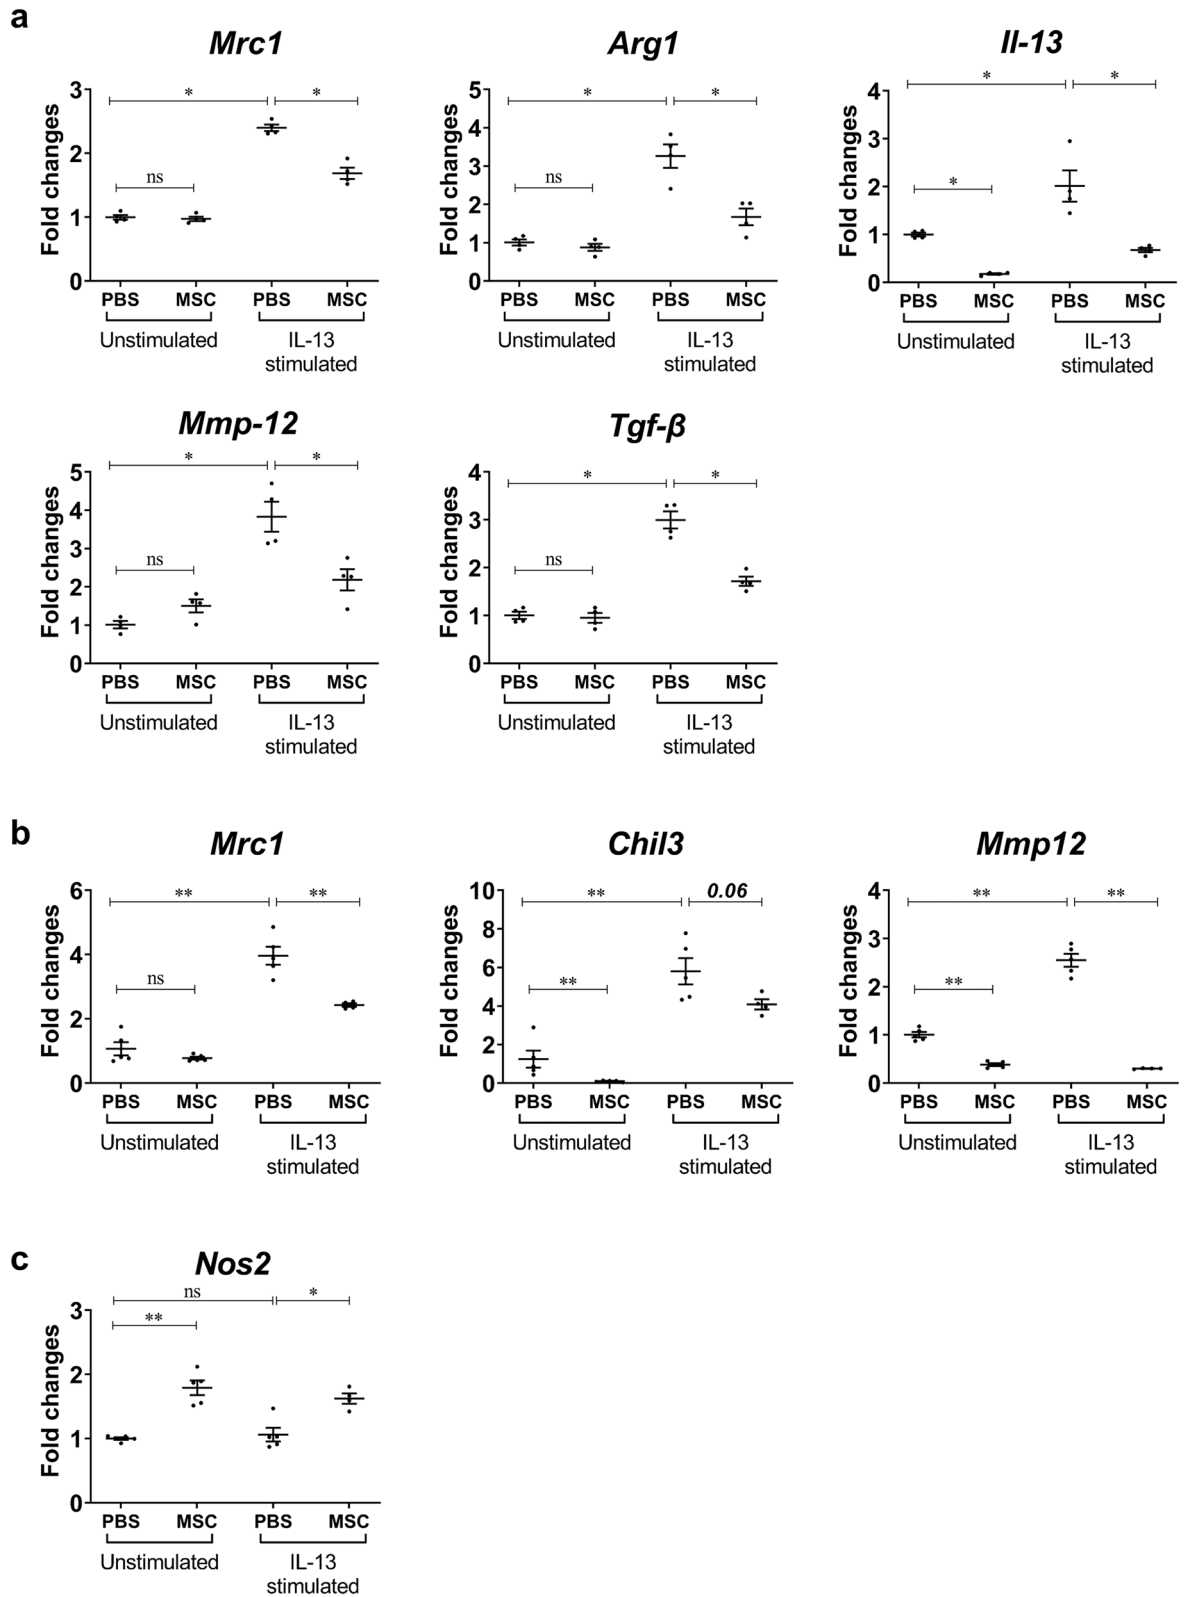 a
Mrc1
Arg1
Il-13
* *
ns
Fold changes
3
2
1
0
PBS MSC PBS MSC
Unstimulated IL-13
stimulated
* *
ns
Fold changes
5
4
3
2
1
0
PBS MSC PBS MSC
Unstimulated IL-13
stimulated
* *
*
Fold changes
4
3
2
1
0
PBS MSC PBS MSC
Unstimulated IL-13
stimulated
Mmp-12
Tgf-β
* *
ns
Fold changes
5
4
3
2
1
0
PBS MSC PBS MSC
Unstimulated IL-13
stimulated
* *
ns
Fold changes
4
3
2
1
0
PBS MSC PBS MSC
Unstimulated IL-13
stimulated
b
Mrc1
Chil3
Mmp12
** **
ns
Fold changes
6
4
2
0
PBS MSC PBS MSC
Unstimulated IL-13
stimulated
** 0.06
**
Fold changes
10
8
6
4
2
0
PBS MSC PBS MSC
Unstimulated IL-13
stimulated
** **
**
Fold changes
4
3
2
1
0
PBS MSC PBS MSC
Unstimulated IL-13
stimulated
c
Nos2
ns *
**
Fold changes
3
2
1
0
PBS MSC PBS MSC
Unstimulated IL-13
stimulated